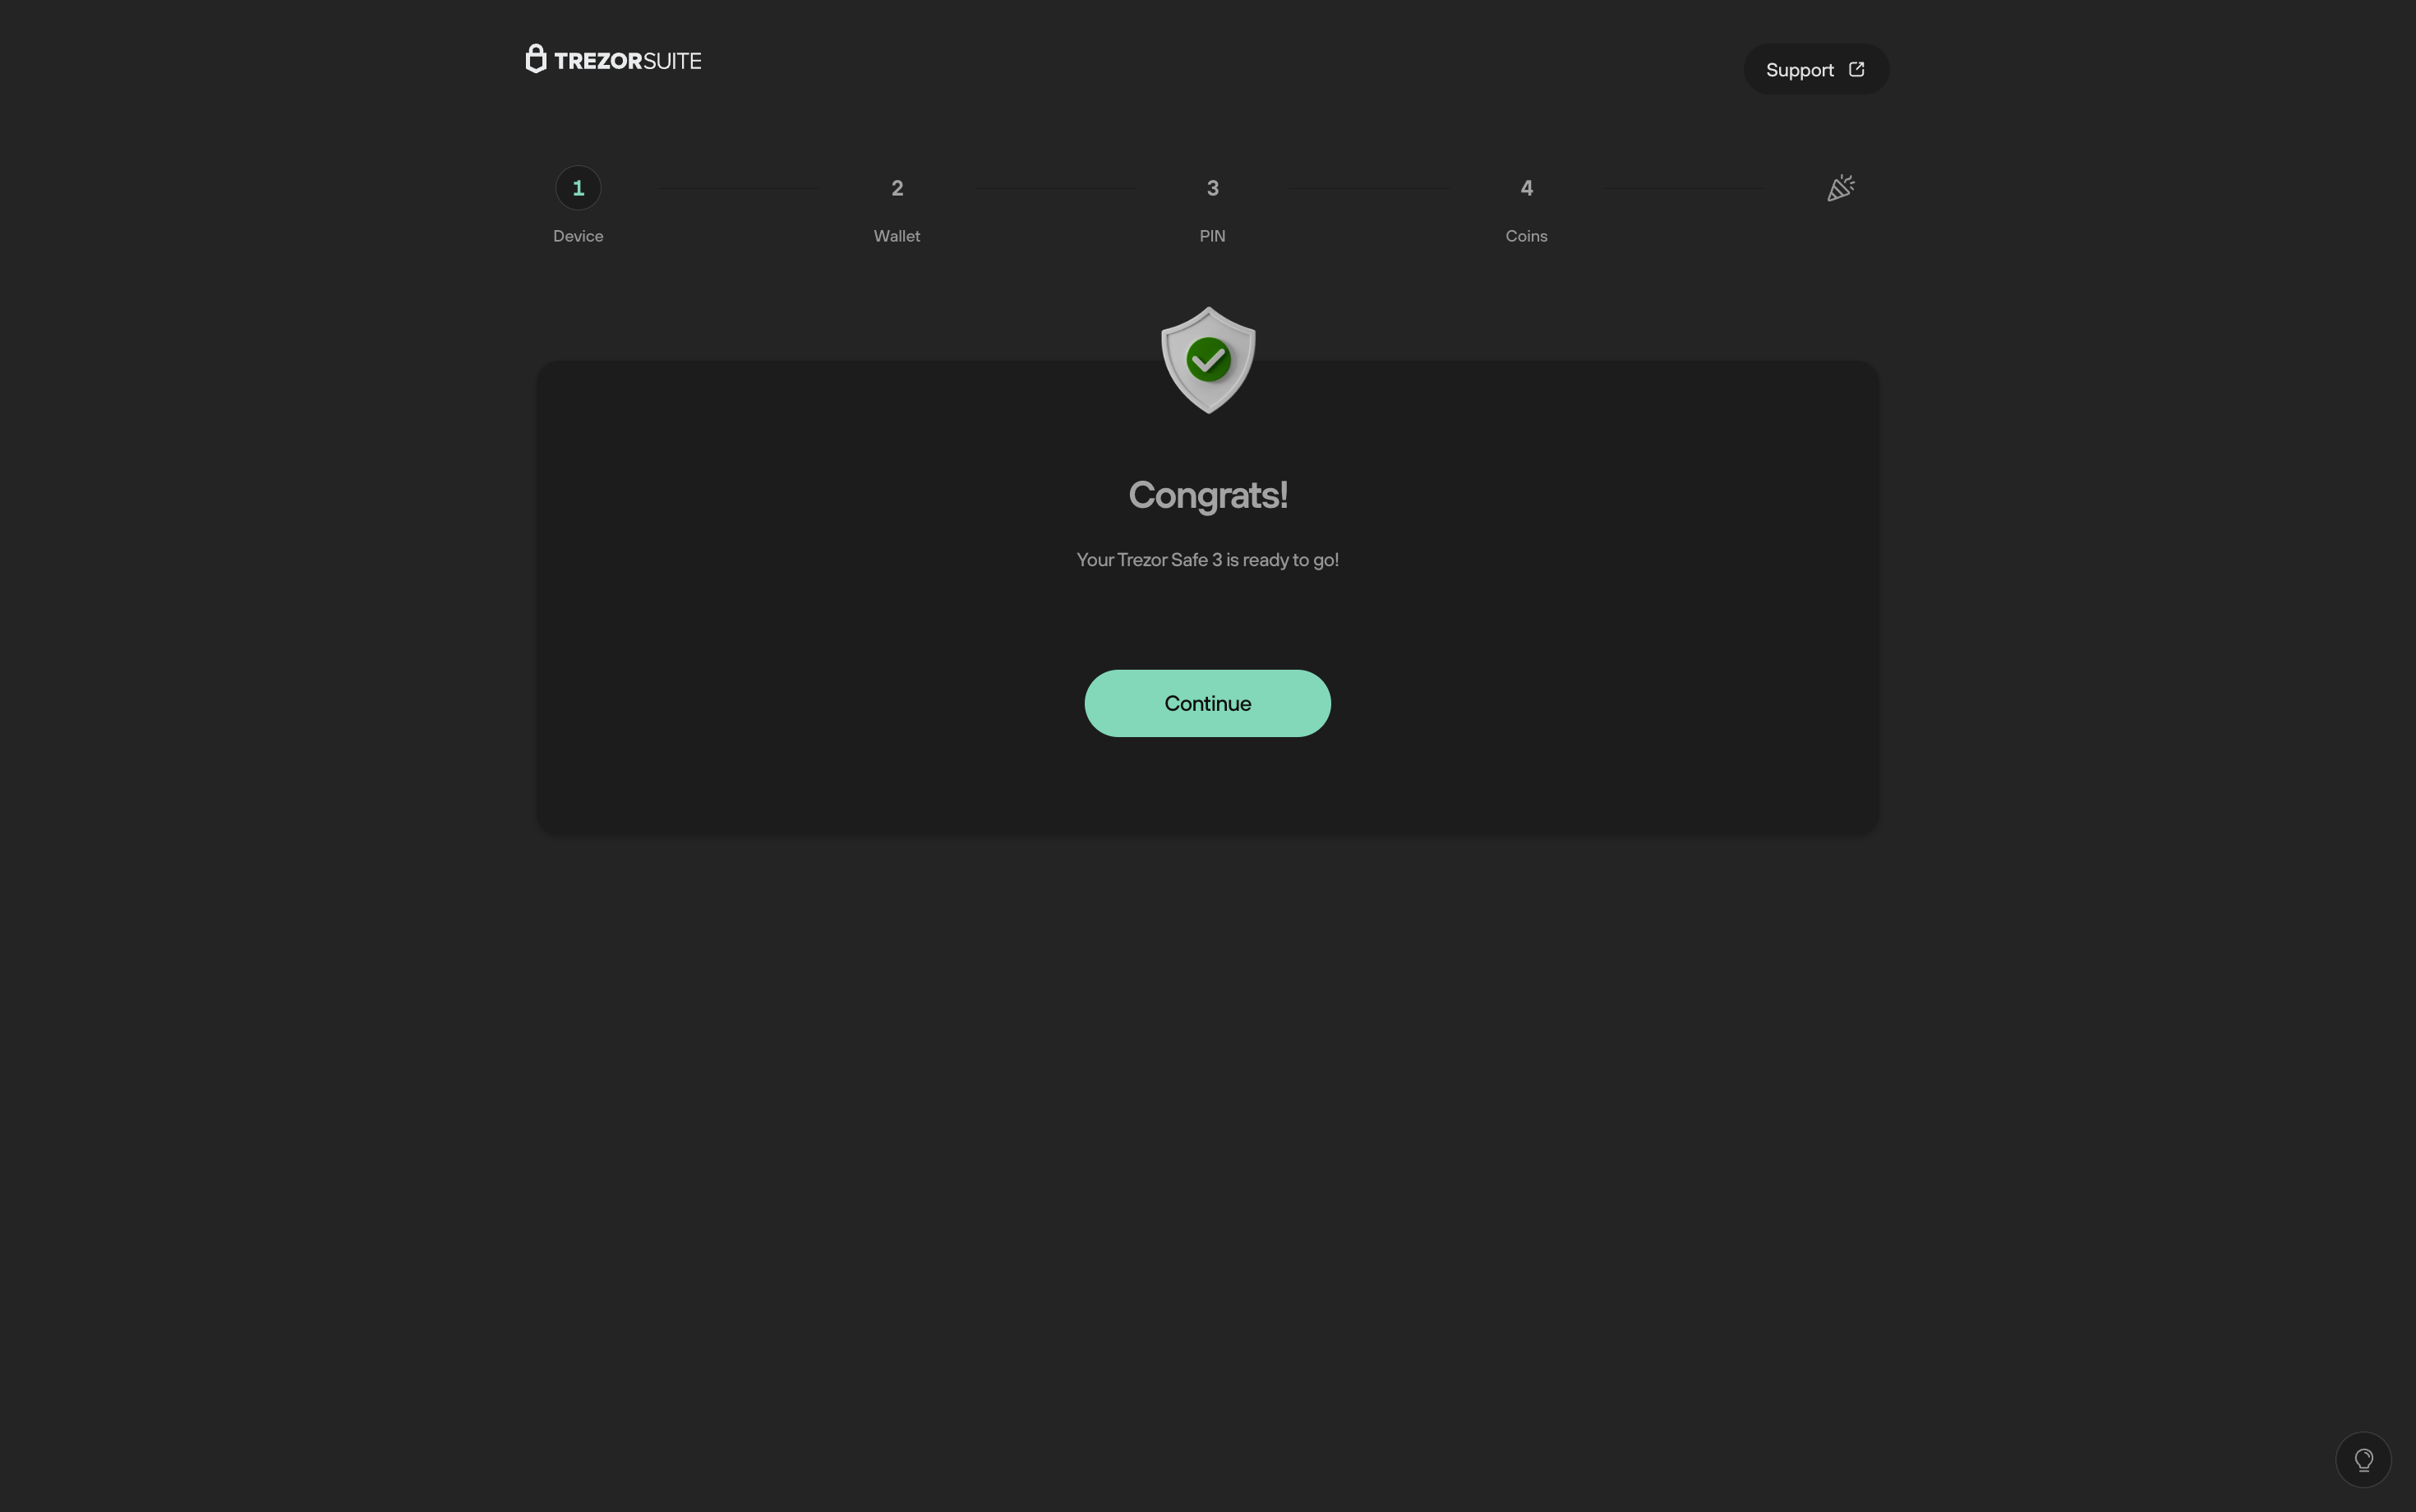 TREZORSUITE
Support
1
2
3
4
Device
Wallet
PIN
Coins
Congrats!
Your Trezor Safe 3 is ready to go!
Continue